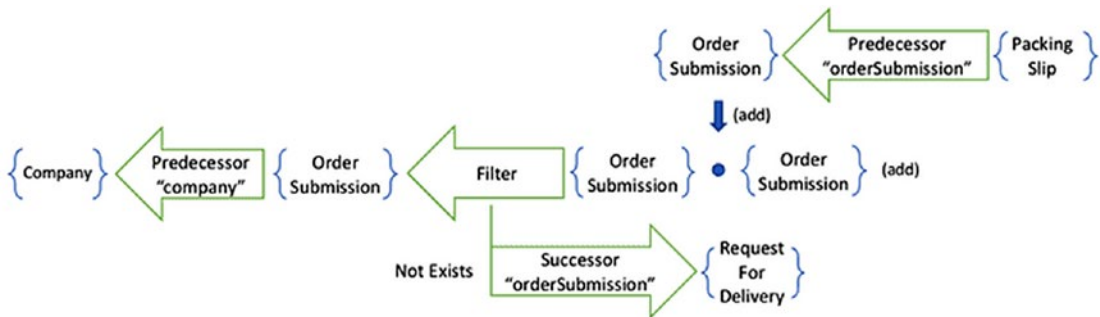 Order
Submission
Predecessor
"orderSubmission"
Packing
Slip
(add)
Company
Predecessor
"company"
Order
Submission
Filter
Order
Submission
Order
Submission
(add)
Not Exists
Successor
"orderSubmission"
Request
For
Delivery